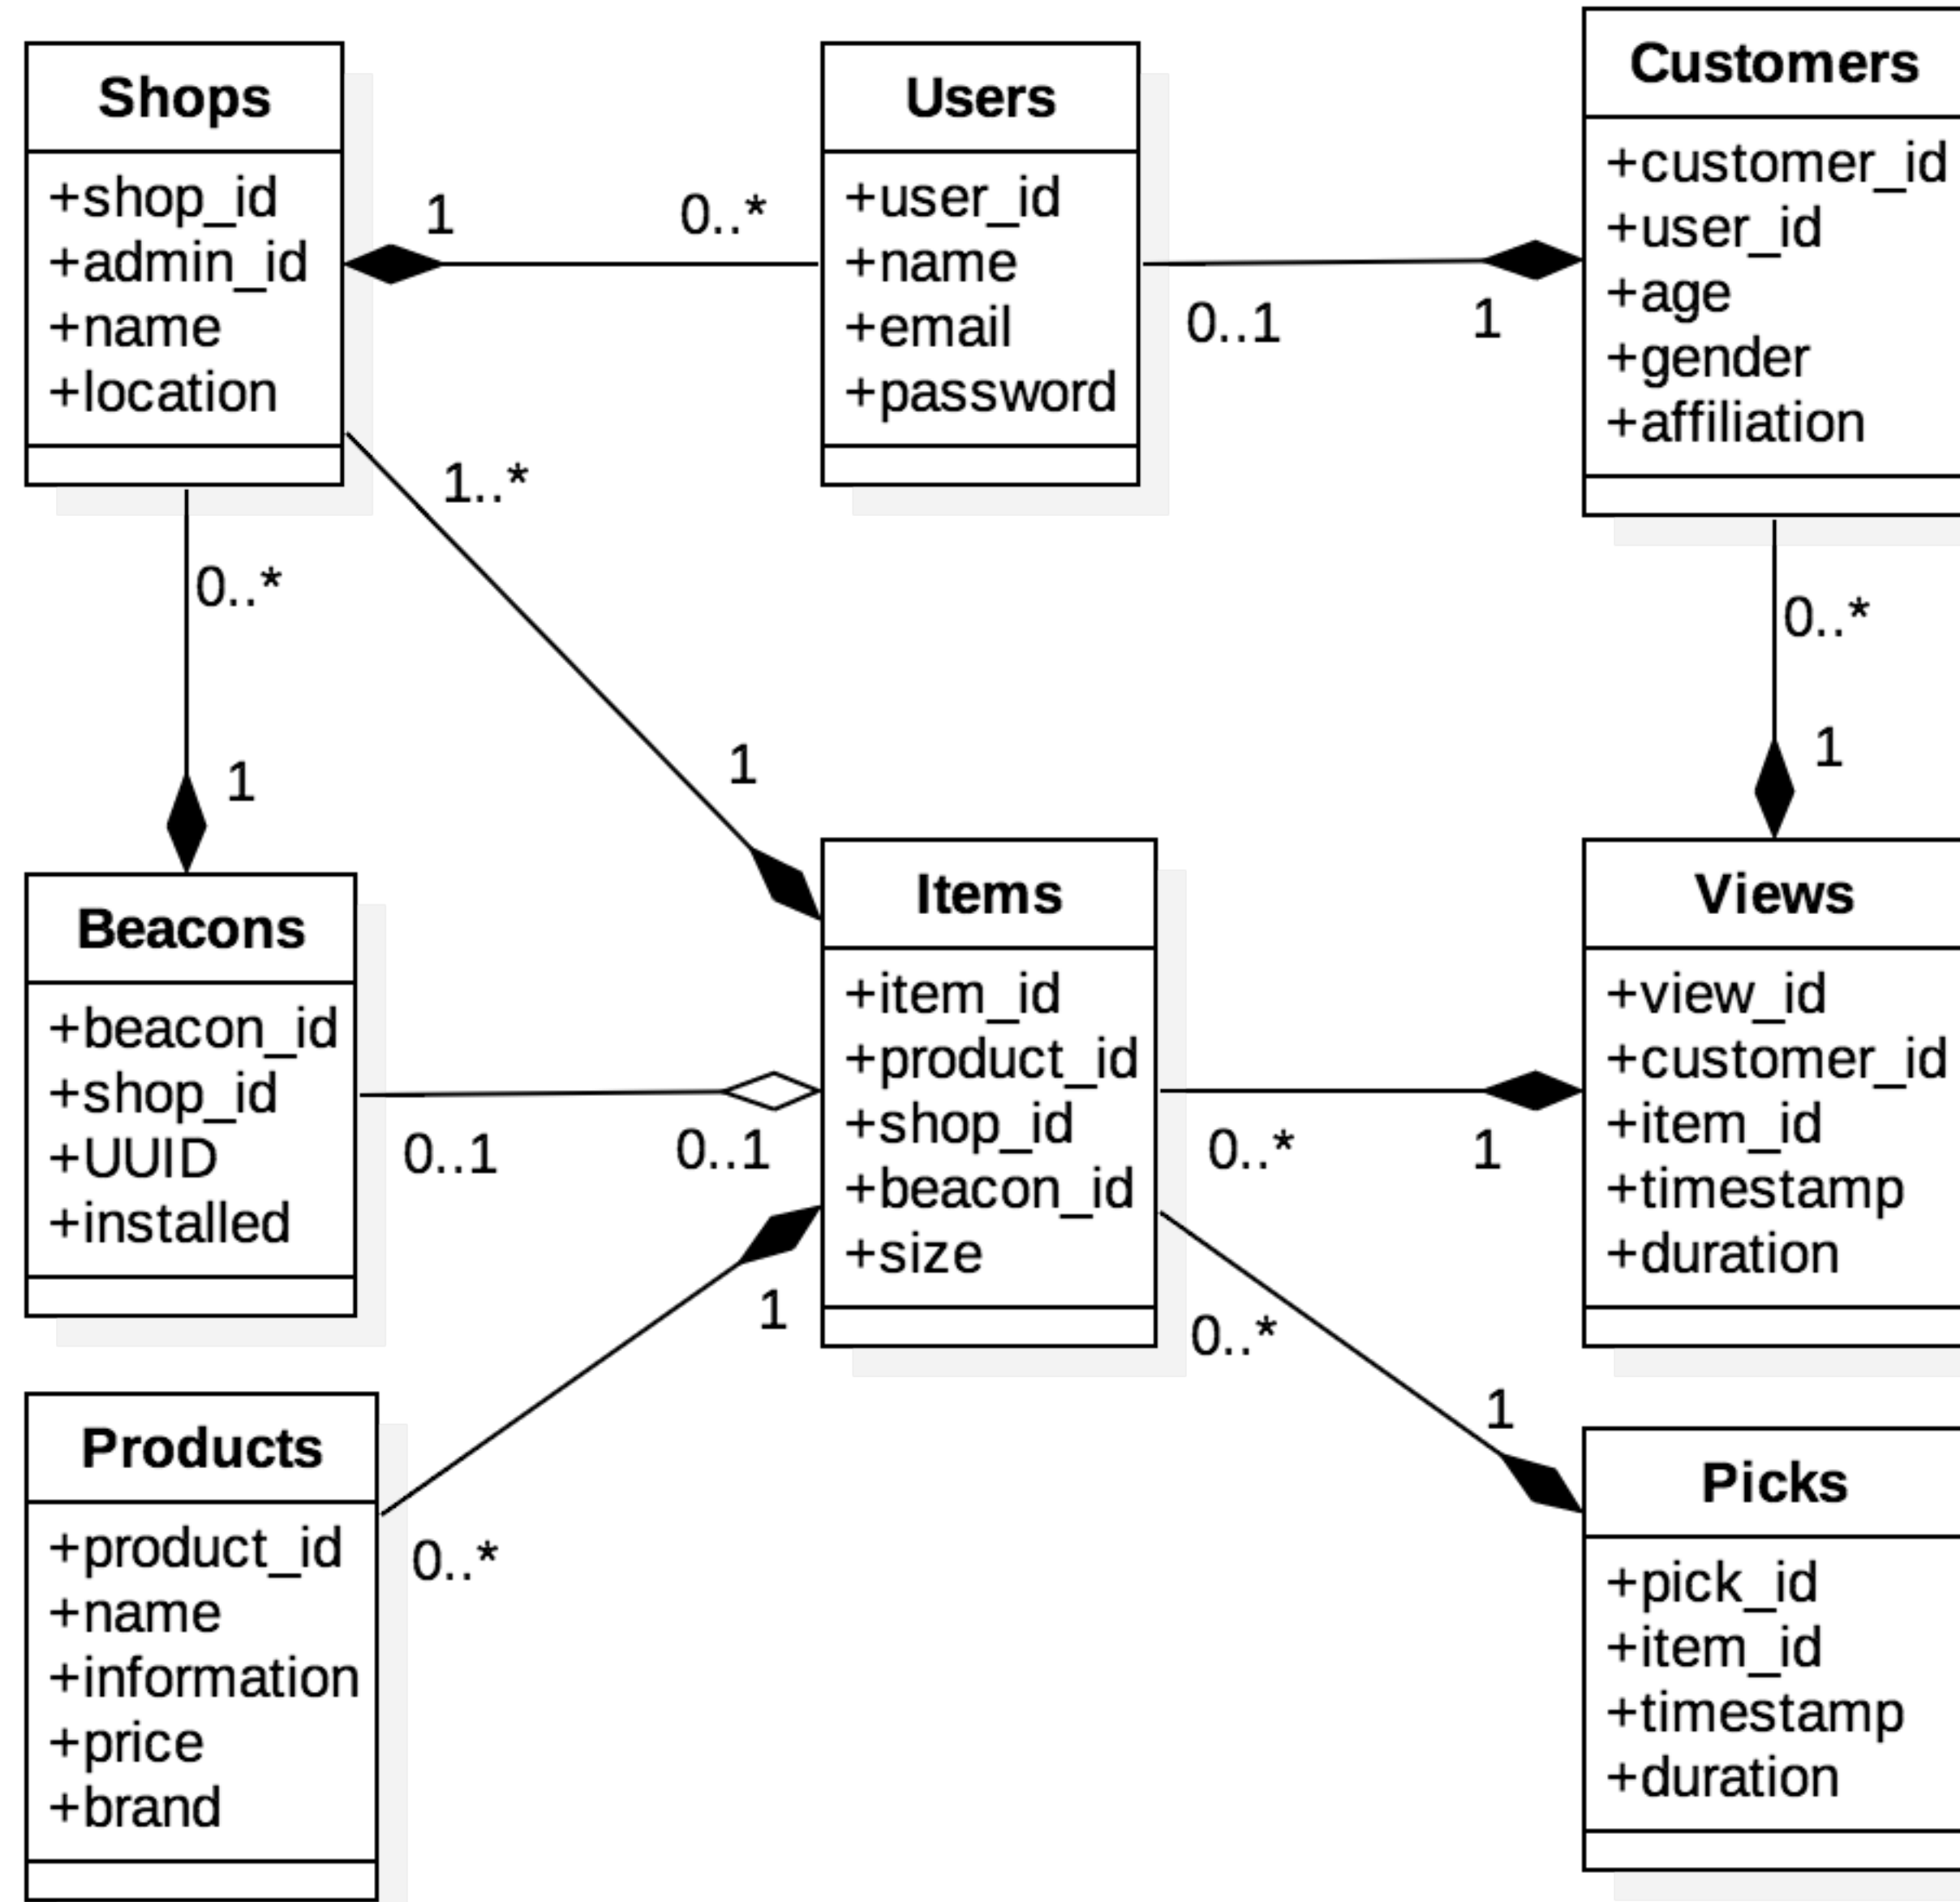 Shops
+shop_id
+admin_id
+name
+location
1
0..*
Users
+user_id
+name
+email
+password
0..1
1
Customers
+customer_id
+user_id
+age
+gender
+affiliation
1..*
0..*
1
1
0..*
1
Beacons
+beacon_id
+shop_id
+UUID
+installed
0..1
0..1
Items
+item_id
+product_id
+shop_id
+beacon_id
+size
0..*
1
Views
+view_id
+customer_id
+item_id
+timestamp
+duration
1
0..*
0..*
1
Products
+product_id
+name
+information
+price
+brand
Picks
+pick_id
+item_id
+timestamp
+duration